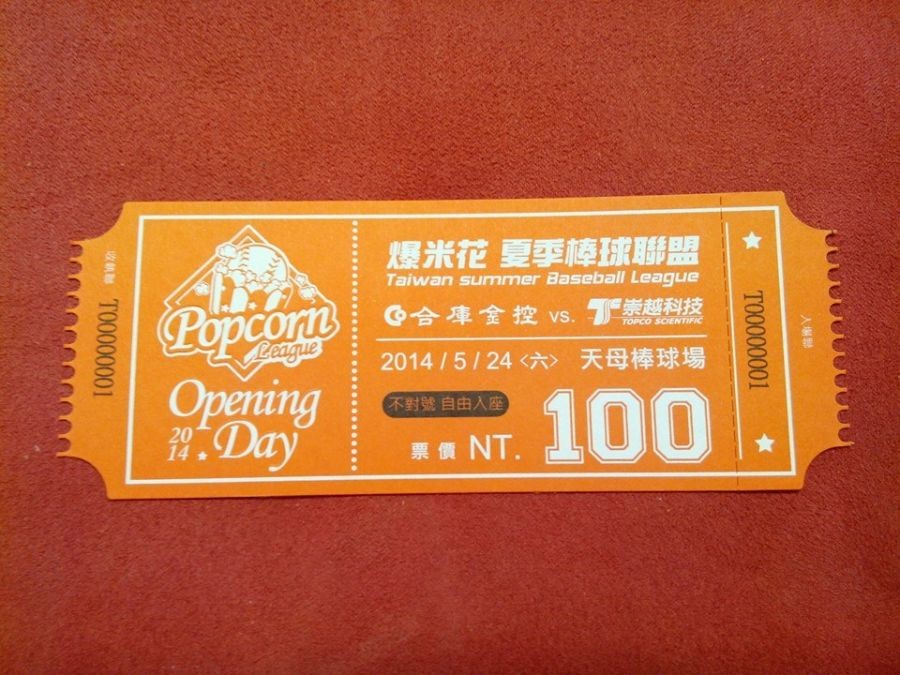 T00000001
Popcorn
League
Opening
2014
Day
爆米花 夏季棒球聯盟
Taiwan summer Baseball League
合庫金控 vs. 崇越科技
TOPCO SCIENTIFIC
2014 / 5 / 24 <六> 天母棒球場
不對號 自由入座
票價 NT. 100
T00000001